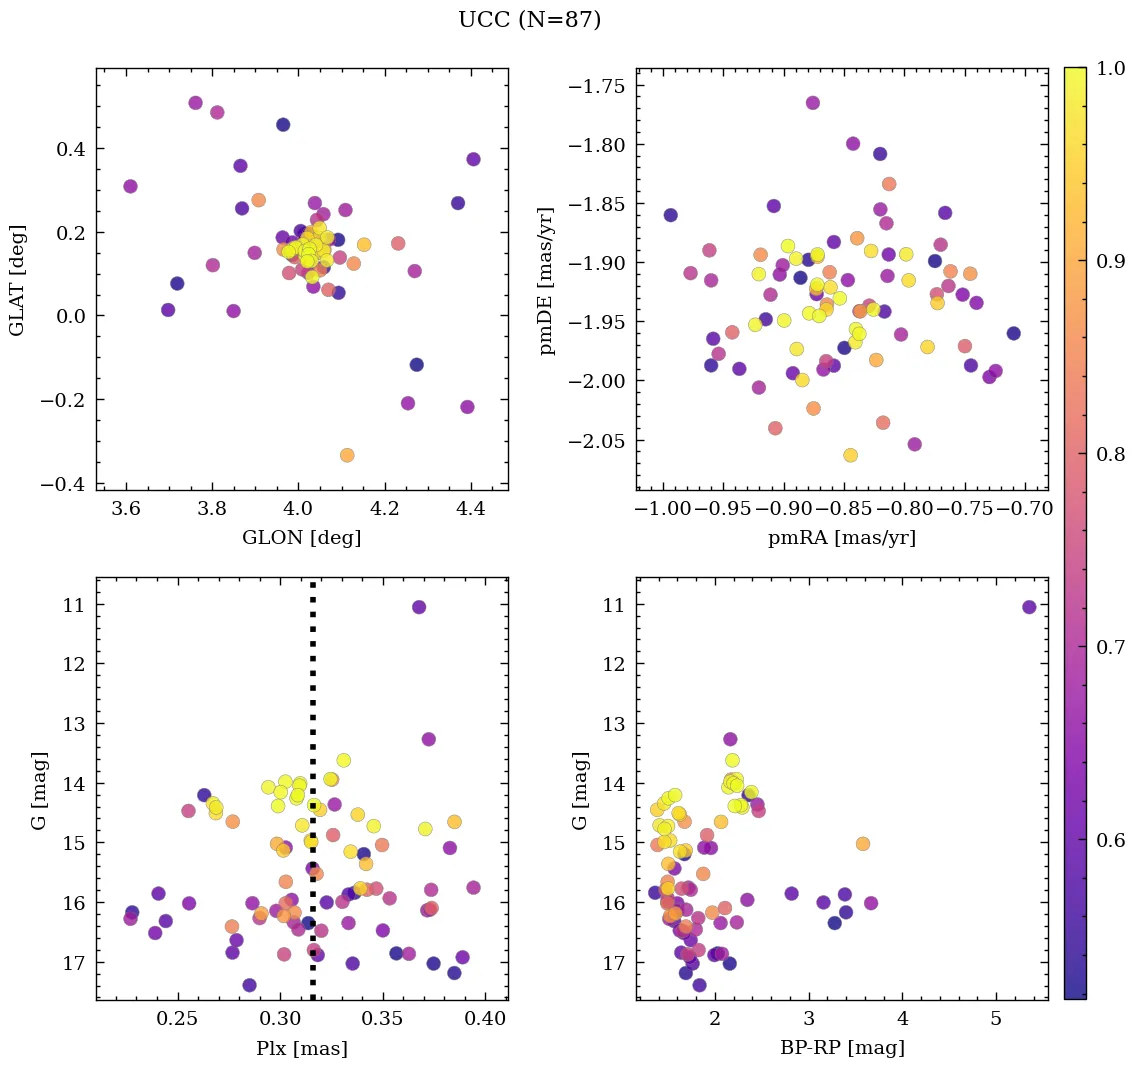 UCC (N=87)
0.4
0.2
0.0
−0.2
−0.4
GLAT [deg]
3.6 3.8 4.0 4.2 4.4
GLON [deg]
−1.75
−1.80
−1.85
−1.90
−1.95
−2.00
−2.05
pmDE [mas/yr]
−1.00 −0.95 −0.90 −0.85 −0.80 −0.75 −0.70
pmRA [mas/yr]
11
12
13
14
15
16
17
G [mag]
0.25 0.30 0.35 0.40
Plx [mas]
11
12
13
14
15
16
17
G [mag]
2 3 4 5
BP-RP [mag]
1.0
0.9
0.8
0.7
0.6